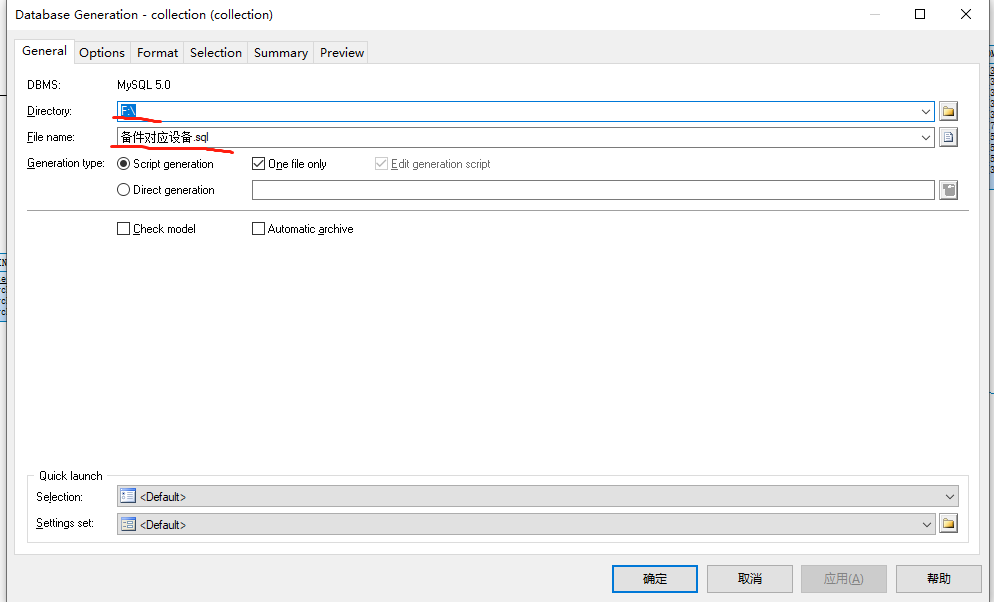 Database Generation - collection (collection)
General Options Format Selection Summary Preview
DBMS: MySQL 5.0
Directory: F:\
File name: 备件对应设备.sql
Generation type: Script generation One file only Edit generation script
Direct generation
Check model Automatic archive
Quick launch
Selection: <Default>
Settings set: <Default>
确定 取消 应用(A) 帮助